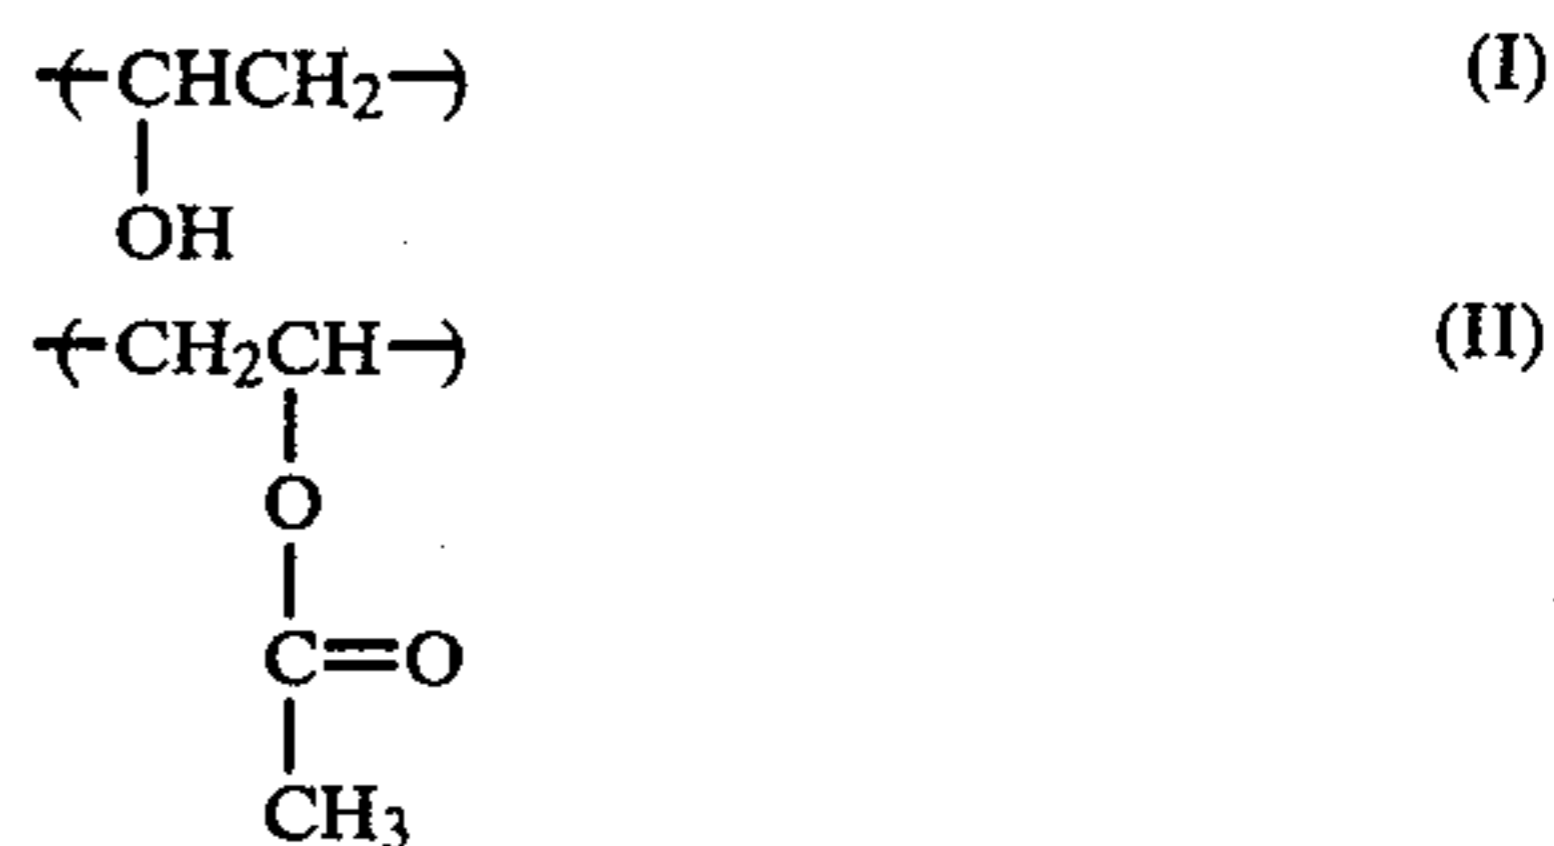 -(-CHCH2-) (I)
OH
-(-CH2CH-) (II)
O
C=O
CH3